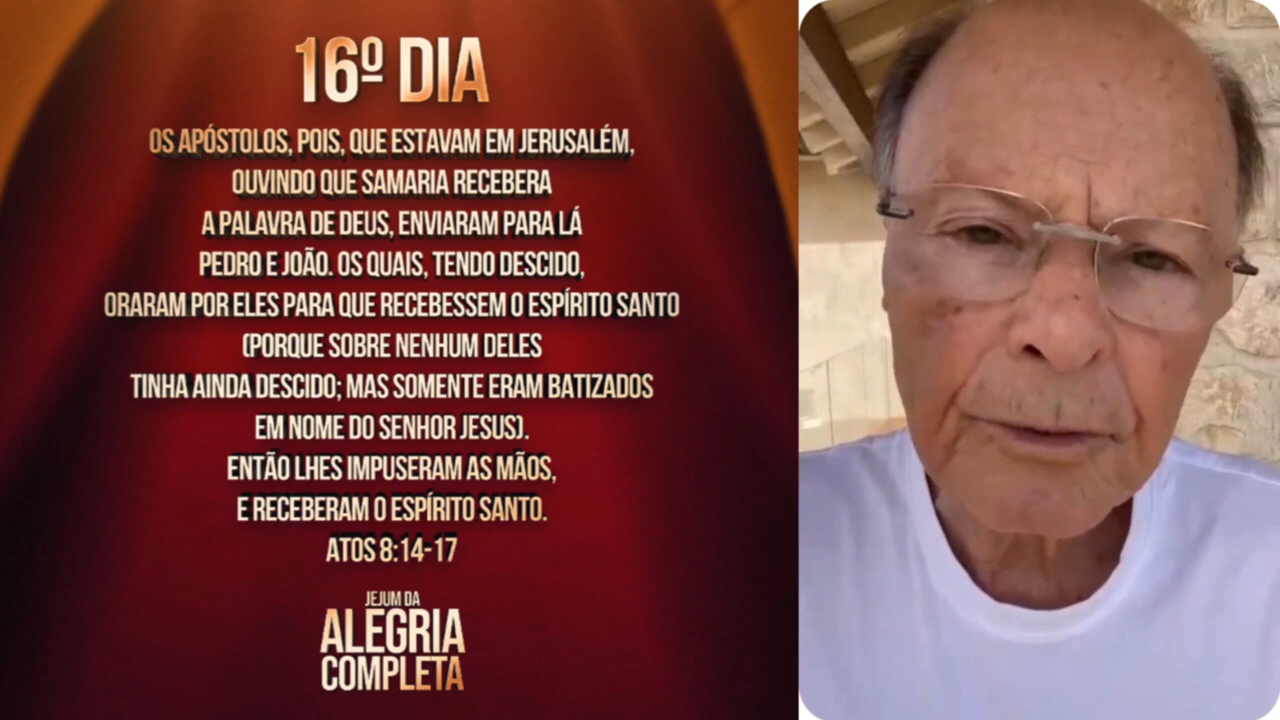 16º DIA
OS APÓSTOLOS, POIS, QUE ESTAVAM EM JERUSALÉM,
OUVINDO QUE SAMARIA RECEBERA
A PALAVRA DE DEUS, ENVIARAM PARA LÁ
PEDRO E JOÃO. OS QUAIS, TENDO DESCIDO,
ORARAM POR ELES PARA QUE RECEBESSEM O ESPÍRITO SANTO
(PORQUE SOBRE NENHUM DELES
TINHA AINDA DESCIDO; MAS SOMENTE ERAM BATIZADOS
EM NOME DO SENHOR JESUS).
ENTÃO LHES IMPUSERAM AS MÃOS,
E RECEBERAM O ESPÍRITO SANTO.
ATOS 8:14-17
JEJUM DA
ALEGRIA
COMPLETA